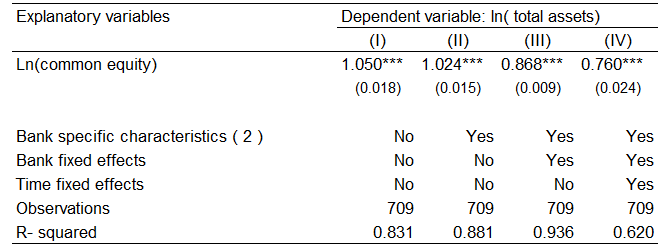 Explanatory variables Dependent variable: ln( total assets)
(I) (II) (III) (IV)
Ln(common equity) 1.050*** 1.024*** 0.868*** 0.760***
(0.018) (0.015) (0.009) (0.024)
Bank specific characteristics ( 2 ) No Yes Yes Yes
Bank fixed effects No No Yes Yes
Time fixed effects No No No Yes
Observations 709 709 709 709
R- squared 0.831 0.881 0.936 0.620